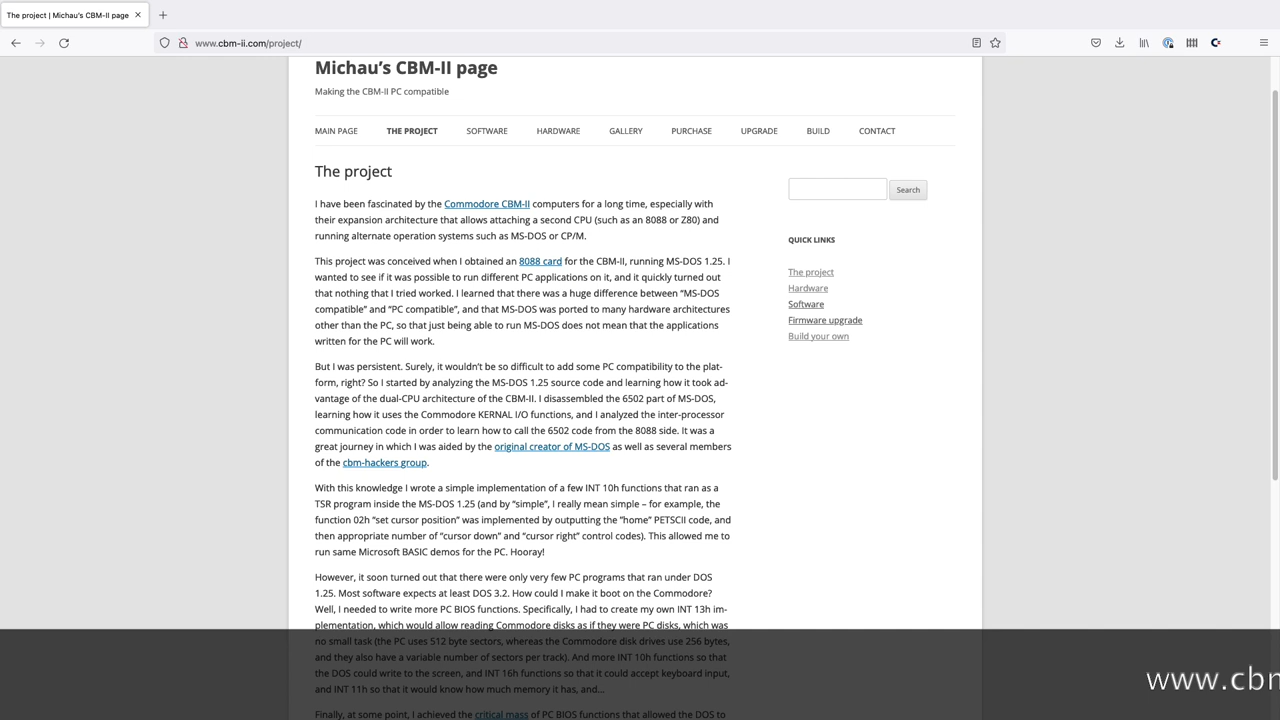 The project | Michau's CBM-II page
www.cbm-ii.com/project/
Michau's CBM-II page
Making the CBM-II PC compatible
MAIN PAGE THE PROJECT SOFTWARE HARDWARE GALLERY PURCHASE UPGRADE BUILD CONTACT
The project
I have been fascinated by the Commodore CBM-II computers for a long time, especially with
their expansion architecture that allows attaching a second CPU (such as an 8088 or Z80) and
running alternate operation systems such as MS-DOS or CP/M.
This project was conceived when I obtained an 8088 card for the CBM-II, running MS-DOS 1.25. I
wanted to see if it was possible to run different PC applications on it, and it quickly turned out
that nothing that I tried worked. I learned that there was a huge difference between “MS-DOS
compatible” and “PC compatible”, and that MS-DOS was ported to many hardware architectures
other than the PC, so that just being able to run MS-DOS does not mean that the applications
written for the PC will work.
But I was persistent. Surely, it wouldn’t be so difficult to add some PC compatibility to the plat-
form, right? So I started by analyzing the MS-DOS 1.25 source code and learning how it took ad-
vantage of the dual-CPU architecture of the CBM-II. I disassembled the 6502 part of MS-DOS,
learning how it uses the Commodore KERNAL I/O functions, and I analyzed the inter-processor
communication code in order to learn how to call the 6502 code from the 8088 side. It was a
great journey in which I was aided by the original creator of MS-DOS as well as several members
of the cbm-hackers group.
With this knowledge I wrote a simple implementation of a few INT 10h functions that ran as a
TSR program inside the MS-DOS 1.25 (and by “simple”, I really mean simple – for example, the
function 02h “set cursor position” was implemented by outputting the “home” PETSCII code, and
then appropriate number of “cursor down” and “cursor right” control codes). This allowed me to
run same Microsoft BASIC demos for the PC. Hooray!
However, it soon turned out that there were only very few PC programs that ran under DOS
1.25. Most software expects at least DOS 3.2. How could I make it boot on the Commodore?
Well, I needed to write more PC BIOS functions. Specifically, I had to create my own INT 13h im-
plementation, which would allow reading Commodore disks as if they were PC disks, which was
no small task (the PC uses 512 byte sectors, whereas the Commodore disk drives use 256 bytes,
and they also have a variable number of sectors per track). And more INT 10h functions so that
the DOS could write to the screen, and INT 16h functions so that it could accept keyboard input,
and INT 11h so that it would know how much memory it has, and...
Finally, at some point, I achieved the critical mass of PC BIOS functions that allowed the DOS to
Search
QUICK LINKS
The project
Hardware
Software
Firmware upgrade
Build your own
www.cbm